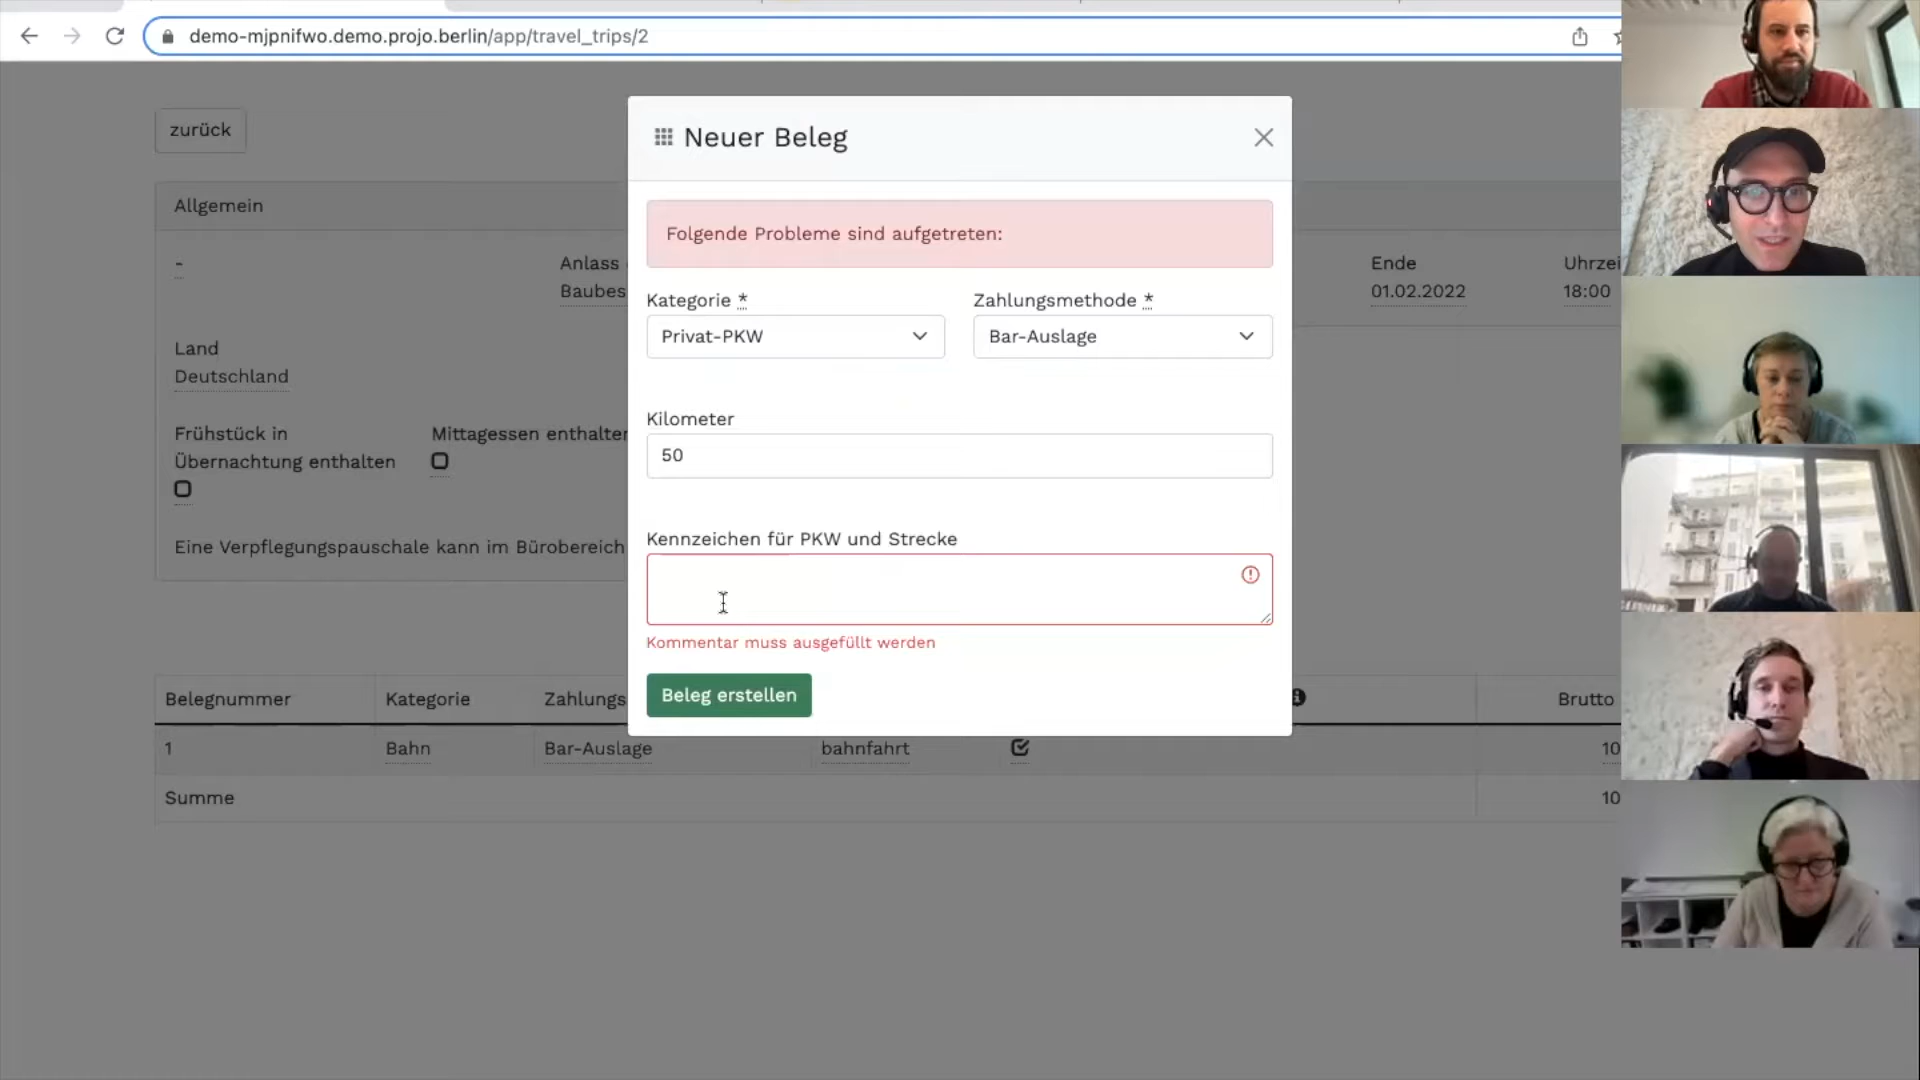 demo-mjpnifwo.demo.projo.berlin/app/travel_trips/2
zurück
Neuer Beleg
Allgemein
Folgende Probleme sind aufgetreten:
-
Anlass
Baubes
Ende
01.02.2022
Uhrzei
18:00
Kategorie *
Privat-PKW
Zahlungsmethode *
Bar-Auslage
Land
Deutschland
Kilometer
50
Frühstück in
Übernachtung enthalten
Mittagessen enthalten
Kennzeichen für PKW und Strecke
Eine Verpflegungspauschale kann im Bürobereich
Kommentar muss ausgefüllt werden
Beleg erstellen
Belegnummer Kategorie Zahlungs Brutto
1 Bahn Bar-Auslage bahnfahrt 10
Summe 10